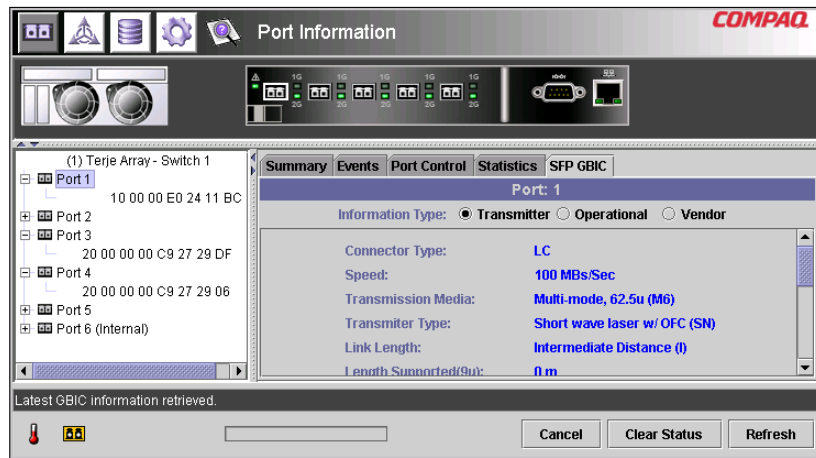 Port Information
COMPAQ
1G 1G 1G 1G 1G
2G 2G 2G 2G 2G
(1) Terje Array - Switch 1
Port 1
10 00 00 E0 24 11 BC
Port 2
Port 3
20 00 00 00 C9 27 29 DF
Port 4
20 00 00 00 C9 27 29 06
Port 5
Port 6 (Internal)
Summary Events Port Control Statistics SFP GBIC
Port: 1
Information Type: Transmitter Operational Vendor
Connector Type: LC
Speed: 100 MBs/Sec
Transmission Media: Multi-mode, 62.5u (M6)
Transmiter Type: Short wave laser w/ OFC (SN)
Link Length: Intermediate Distance (I)
Length Supported(9u): 0 m
Latest GBIC information retrieved.
Cancel Clear Status Refresh